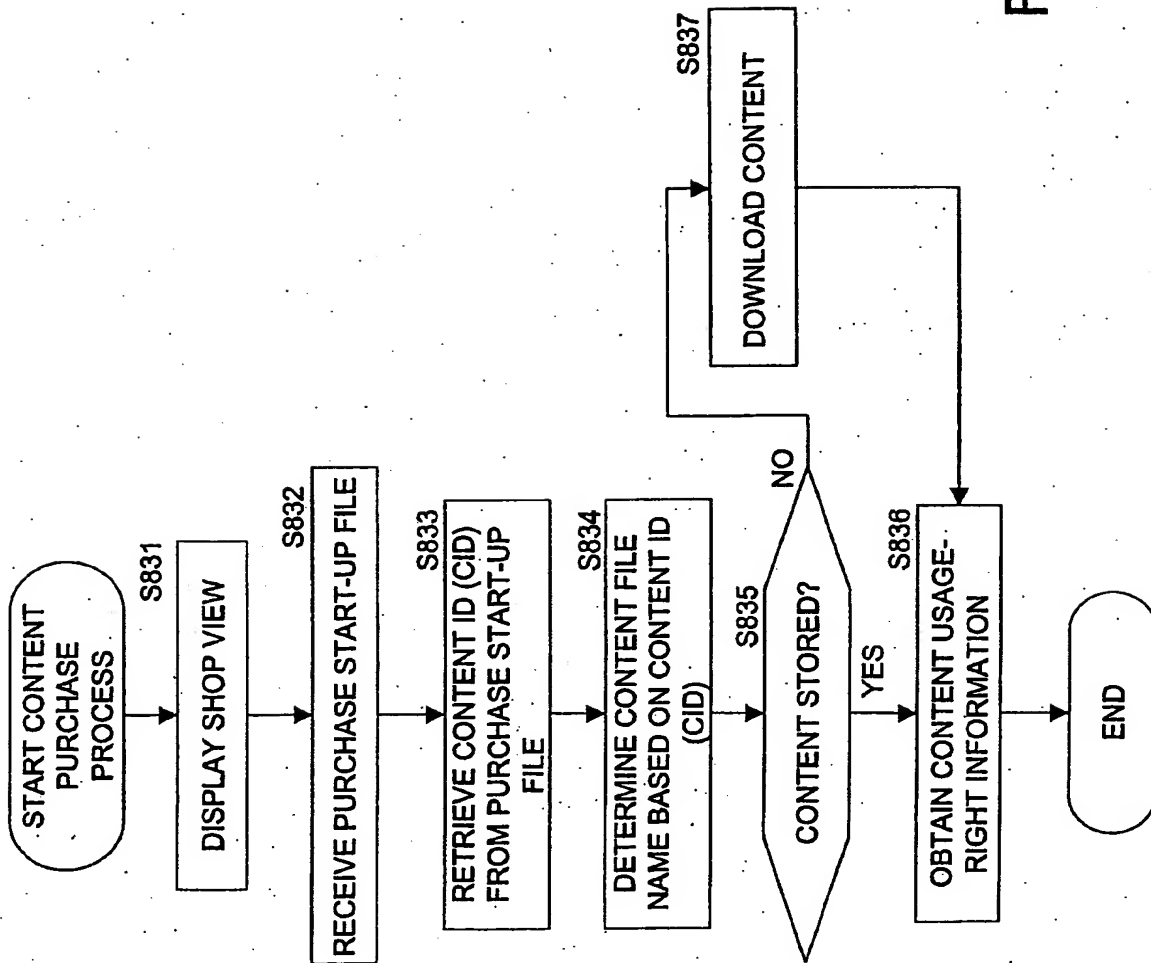 START CONTENT
PURCHASE
PROCESS
S831
DISPLAY SHOP VIEW
S832
RECEIVE PURCHASE START-UP FILE
S833
RETRIEVE CONTENT ID (CID)
FROM PURCHASE START-UP
FILE
S834
DETERMINE CONTENT FILE
NAME BASED ON CONTENT ID
(CID)
S835
CONTENT STORED?
NO
YES
S837
DOWNLOAD CONTENT
S836
OBTAIN CONTENT USAGE-
RIGHT INFORMATION
END